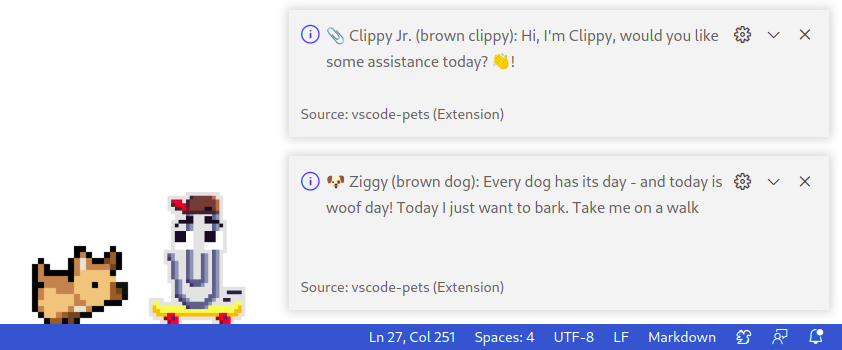 📎 Clippy Jr. (brown clippy): Hi, I'm Clippy, would you like
some assistance today? 👏!
Source: vscode-pets (Extension)
🐶 Ziggy (brown dog): Every dog has its day - and today is
woof day! Today I just want to bark. Take me on a walk
Source: vscode-pets (Extension)
Ln 27, Col 251 Spaces: 4 UTF-8 LF Markdown